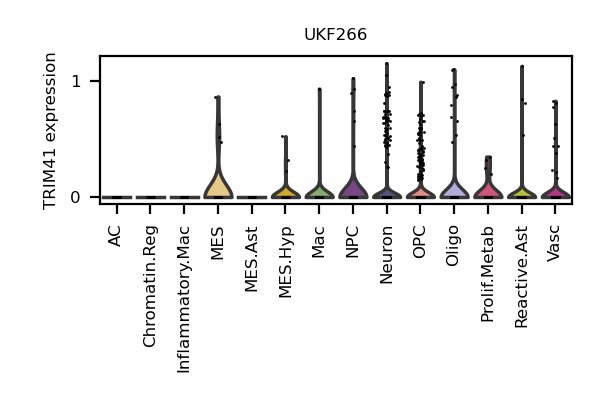 UKF266
TRIM41 expression
1
0
AC
Chromatin.Reg
Inflammatory.Mac
MES
MES.Ast
MES.Hyp
Mac
NPC
Neuron
OPC
Oligo
Prolif.Metab
Reactive.Ast
Vasc